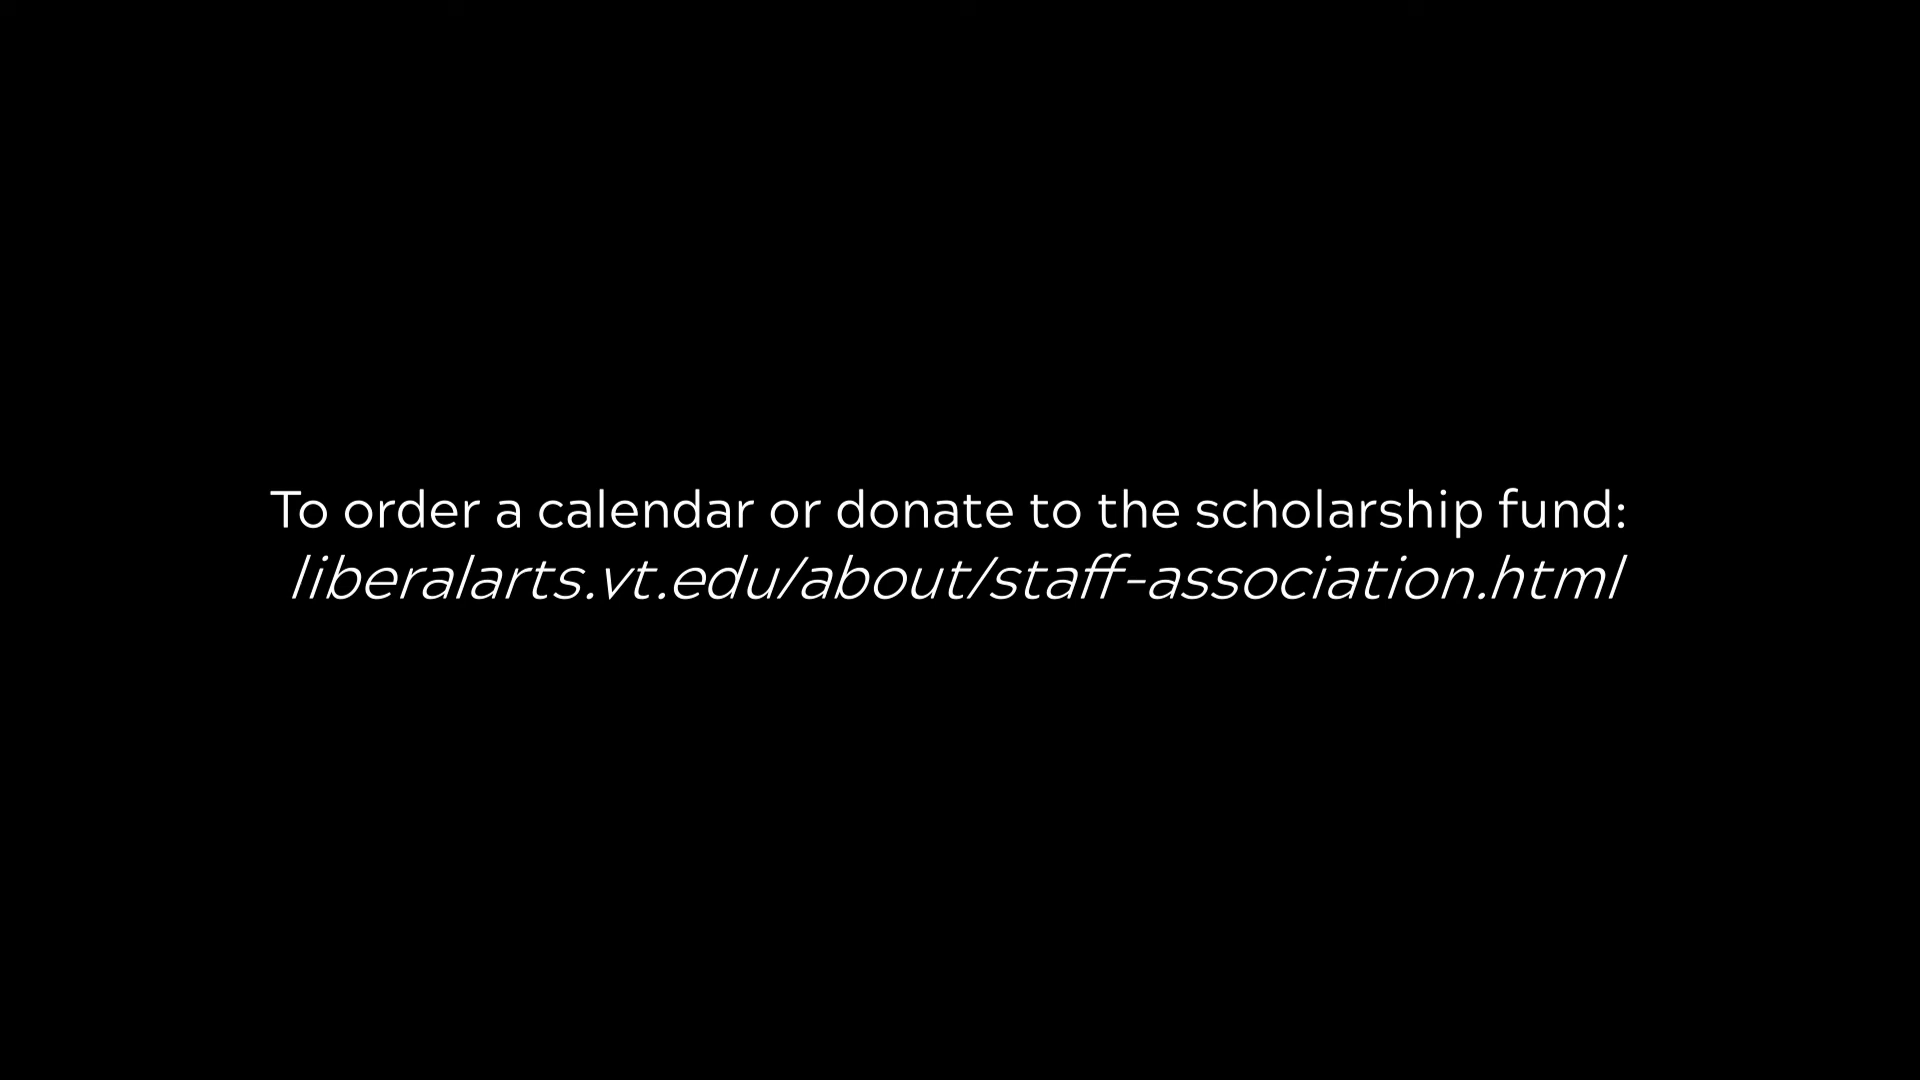 To order a calendar or donate to the scholarship fund:
liberalarts.vt.edu/about/staff-association.html